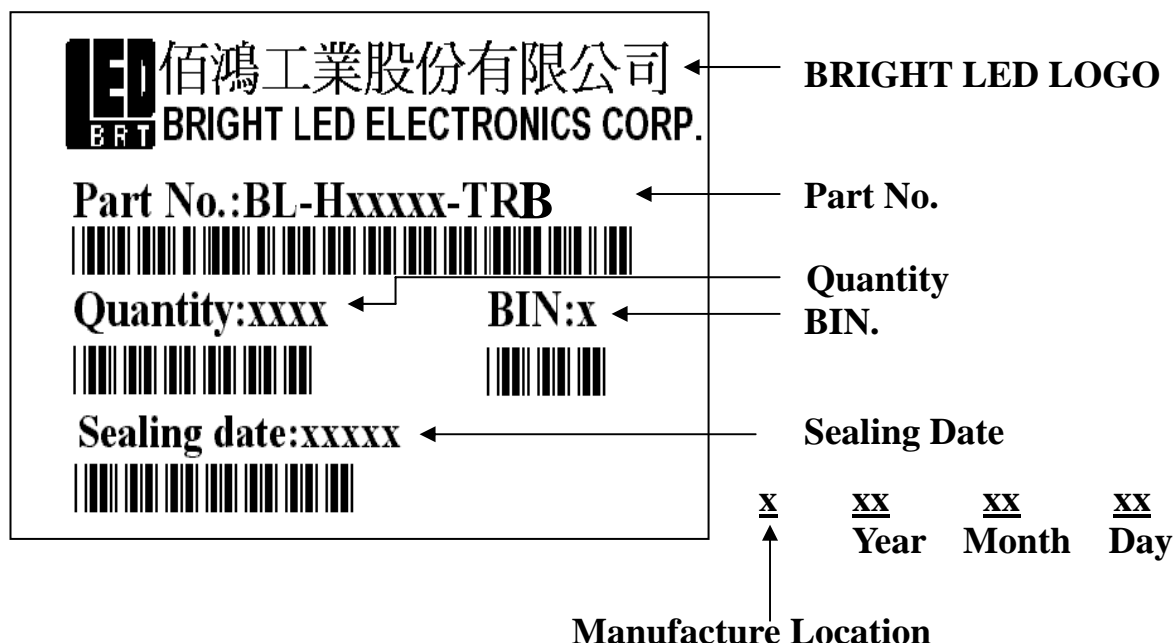 LED
BRT
佰鴻工業股份有限公司
BRIGHT LED ELECTRONICS CORP.
BRIGHT LED LOGO
Part No.:BL-Hxxxxx-TRB
Part No.
Quantity:xxxx
BIN:x
Quantity
BIN.
Sealing date:xxxxx
Sealing Date
x xx xx xx
Year Month Day
Manufacture Location